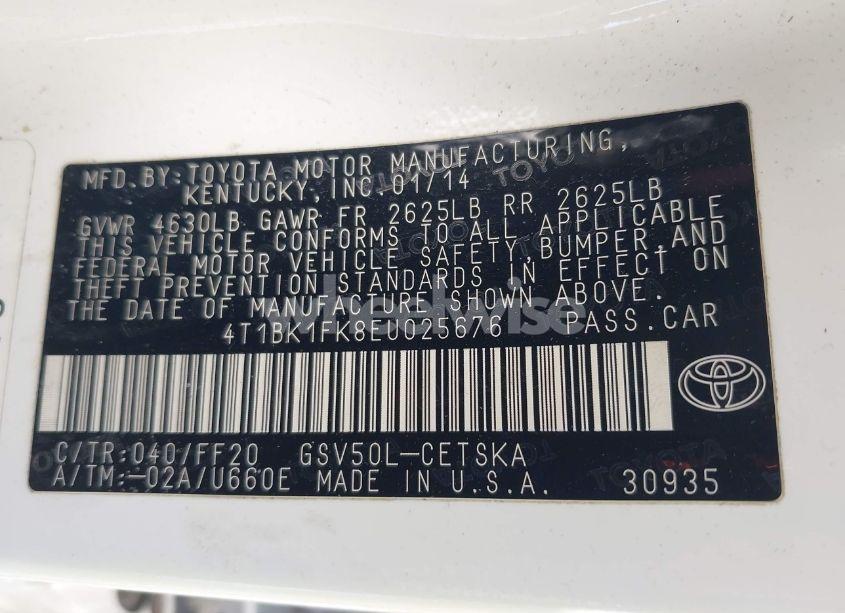 MFD. BY: TOYOTA MOTOR MANUFACTURING,
KENTUCKY, INC. 01/14
GVWR 4630LB GAWR FR 2625LB RR 2625LB
THIS VEHICLE CONFORMS TO ALL APPLICABLE
FEDERAL MOTOR VEHICLE SAFETY, BUMPER, AND
THEFT PREVENTION STANDARDS IN EFFECT ON
THE DATE OF MANUFACTURE SHOWN ABOVE.
4T1BK1FK8EU025676 PASS. CAR
C/TR: 040/FF20 GSV50L-CETSKA
A/TM: -02A/U660E MADE IN U.S.A. 30935
wheelwise